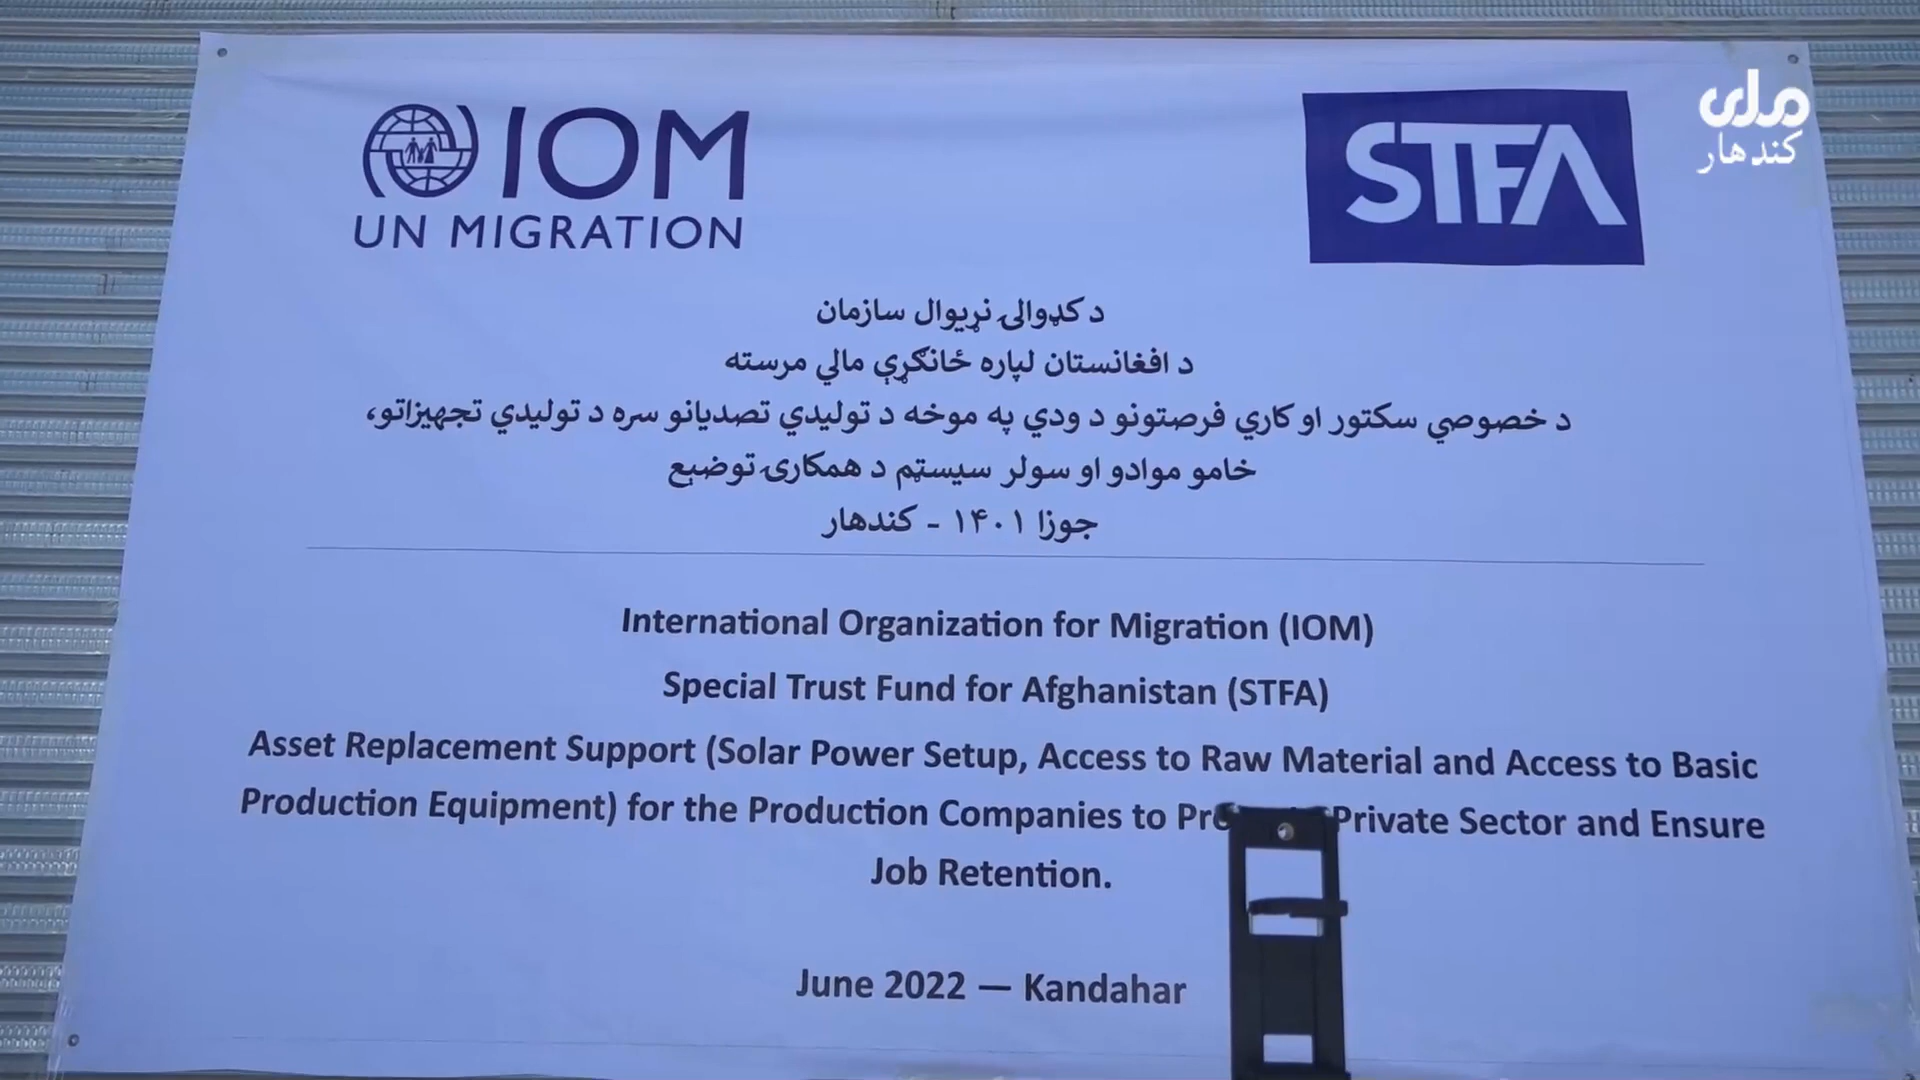 IOM
UN MIGRATION
STFA
ملي
کندهار
د کډوالۍ نړیوال سازمان
د افغانستان لپاره ځانګړې مالي مرسته
د خصوصي سکتور او کاري فرصتونو د ودي په موخه د تولیدي تصدیانو سره د تولیدي تجهیزاتو،
خامو موادو او سولر سیستم د همکارۍ توضیع
جوزا ۱۴۰۱ - کندهار
International Organization for Migration (IOM)
Special Trust Fund for Afghanistan (STFA)
Asset Replacement Support (Solar Power Setup, Access to Raw Material and Access to Basic
Production Equipment) for the Production Companies to Private Sector and Ensure
Job Retention.
June 2022 — Kandahar